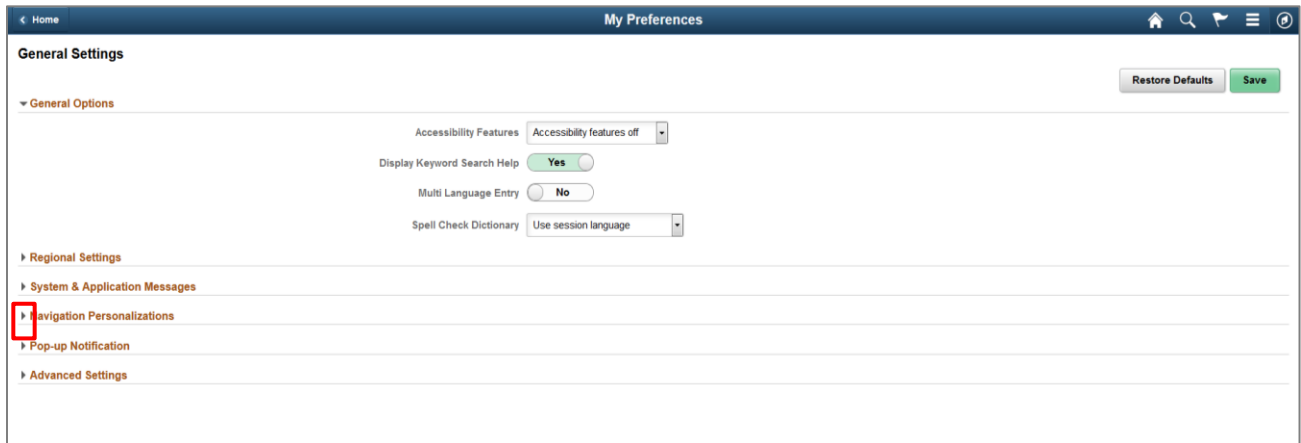 Home
My Preferences
General Settings
Restore Defaults
Save
General Options
Accessibility Features Accessibility features off
Display Keyword Search Help Yes
Multi Language Entry No
Spell Check Dictionary Use session language
Regional Settings
System & Application Messages
Navigation Personalizations
Pop-up Notification
Advanced Settings